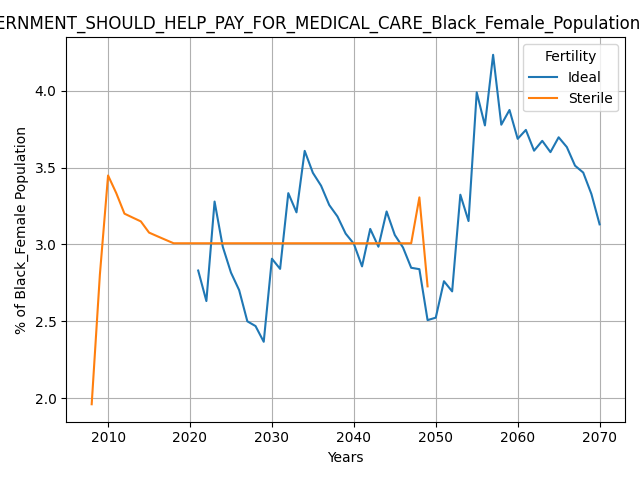 ERNMENT_SHOULD_HELP_PAY_FOR_MEDICAL_CARE_Black_Female_Population
Fertility
Ideal
Sterile
4.0
3.5
3.0
2.5
2.0
% of Black_Female Population
2010 2020 2030 2040 2050 2060 2070
Years